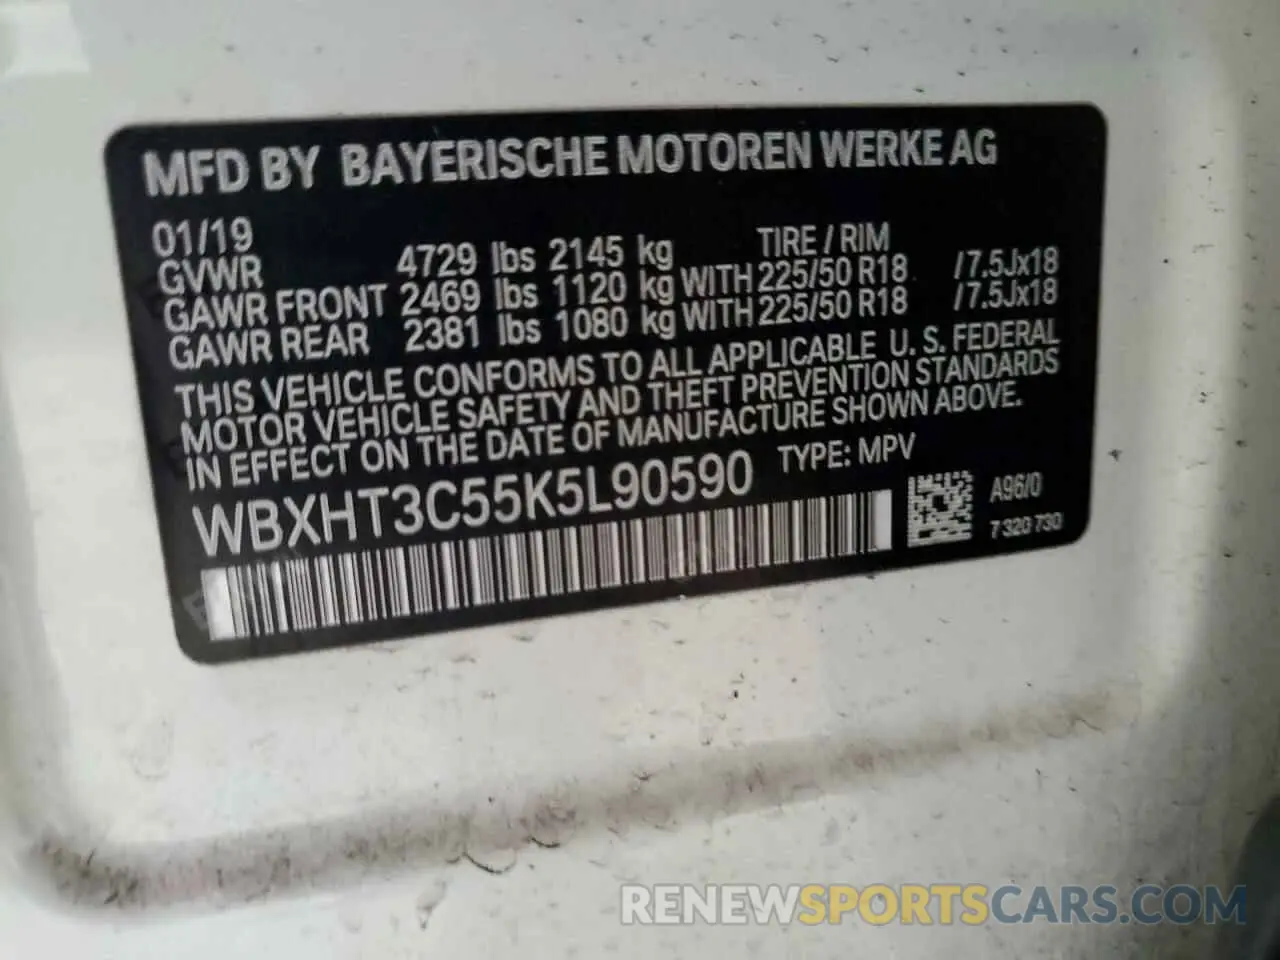 MFD BY BAYERISCHE MOTOREN WERKE AG
01/19 TIRE / RIM
GVWR 4729 lbs 2145 kg
GAWR FRONT 2469 lbs 1120 kg WITH 225/50 R18 /7.5Jx18
GAWR REAR 2381 lbs 1080 kg WITH 225/50 R18 /7.5Jx18
THIS VEHICLE CONFORMS TO ALL APPLICABLE U. S. FEDERAL
MOTOR VEHICLE SAFETY AND THEFT PREVENTION STANDARDS
IN EFFECT ON THE DATE OF MANUFACTURE SHOWN ABOVE.
WBXHT3C55K5L90590 TYPE: MPV
A96/0
7 320 730
RENEWSPORTSCARS.COM